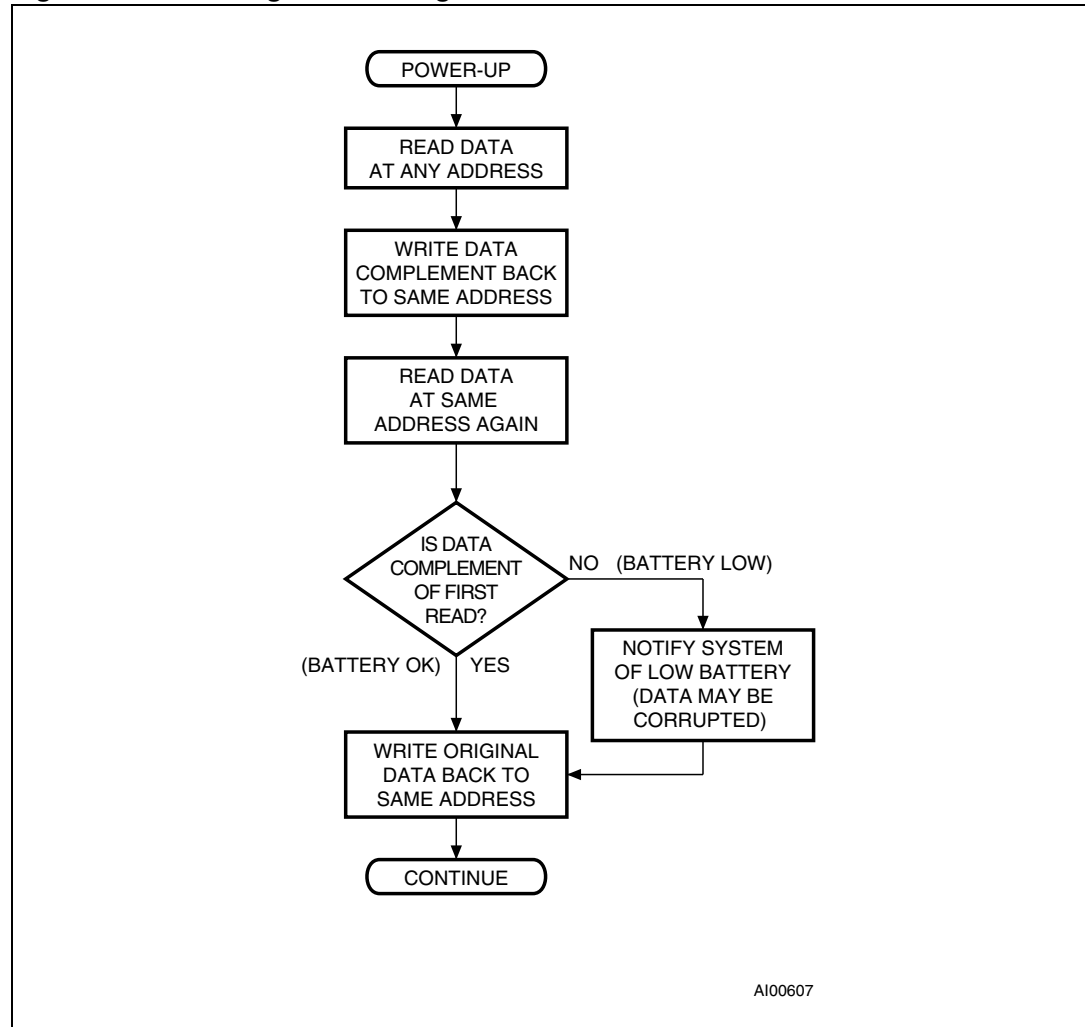 POWER-UP
READ DATA
AT ANY ADDRESS
WRITE DATA
COMPLEMENT BACK
TO SAME ADDRESS
READ DATA
AT SAME
ADDRESS AGAIN
IS DATA
COMPLEMENT
OF FIRST
READ?
NO (BATTERY LOW)
NOTIFY SYSTEM
OF LOW BATTERY
(DATA MAY BE
CORRUPTED)
(BATTERY OK) YES
WRITE ORIGINAL
DATA BACK TO
SAME ADDRESS
CONTINUE
AI00607